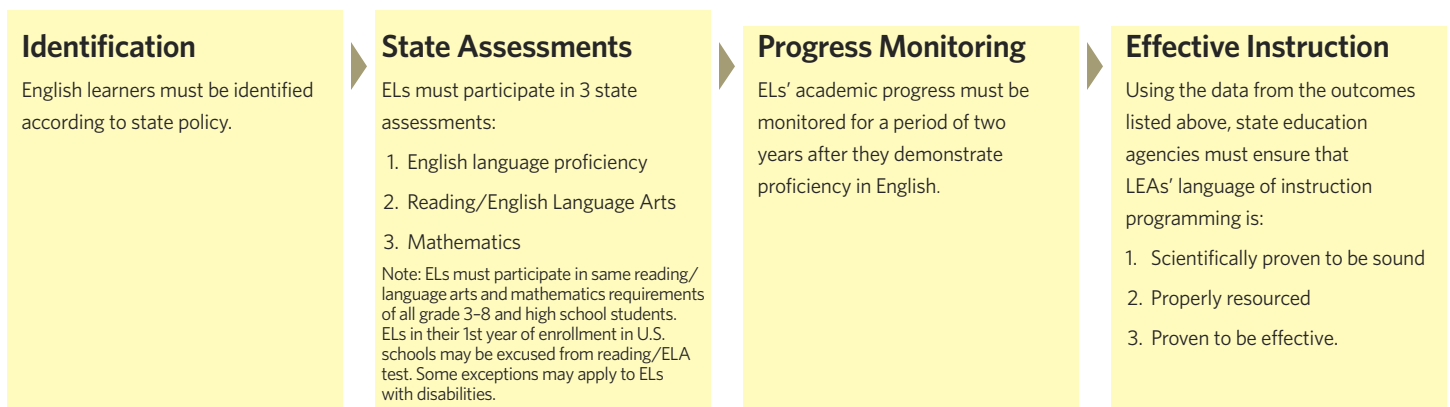 Identification
English learners must be identified
according to state policy.
State Assessments
ELs must participate in 3 state
assessments:
1. English language proficiency
2. Reading/English Language Arts
3. Mathematics
Note: ELs must participate in same reading/
language arts and mathematics requirements
of all grade 3–8 and high school students.
ELs in their 1st year of enrollment in U.S.
schools may be excused from reading/ELA
test. Some exceptions may apply to ELs
with disabilities.
Progress Monitoring
ELs’ academic progress must be
monitored for a period of two
years after they demonstrate
proficiency in English.
Effective Instruction
Using the data from the outcomes
listed above, state education
agencies must ensure that
LEAs’ language of instruction
programming is:
1. Scientifically proven to be sound
2. Properly resourced
3. Proven to be effective.